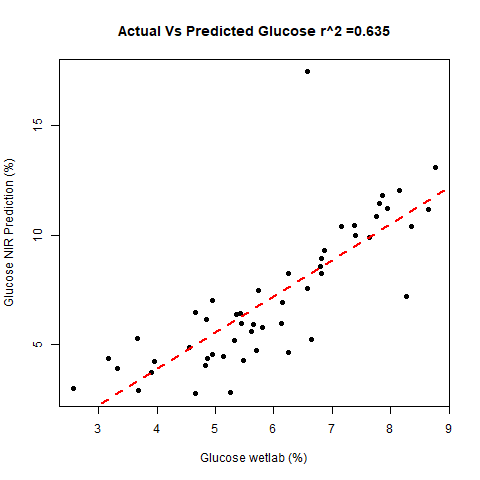 Actual Vs Predicted Glucose r^2 =0.635
Glucose NIR Prediction (%)
15
10
5
3 4 5 6 7 8 9
Glucose wetlab (%)